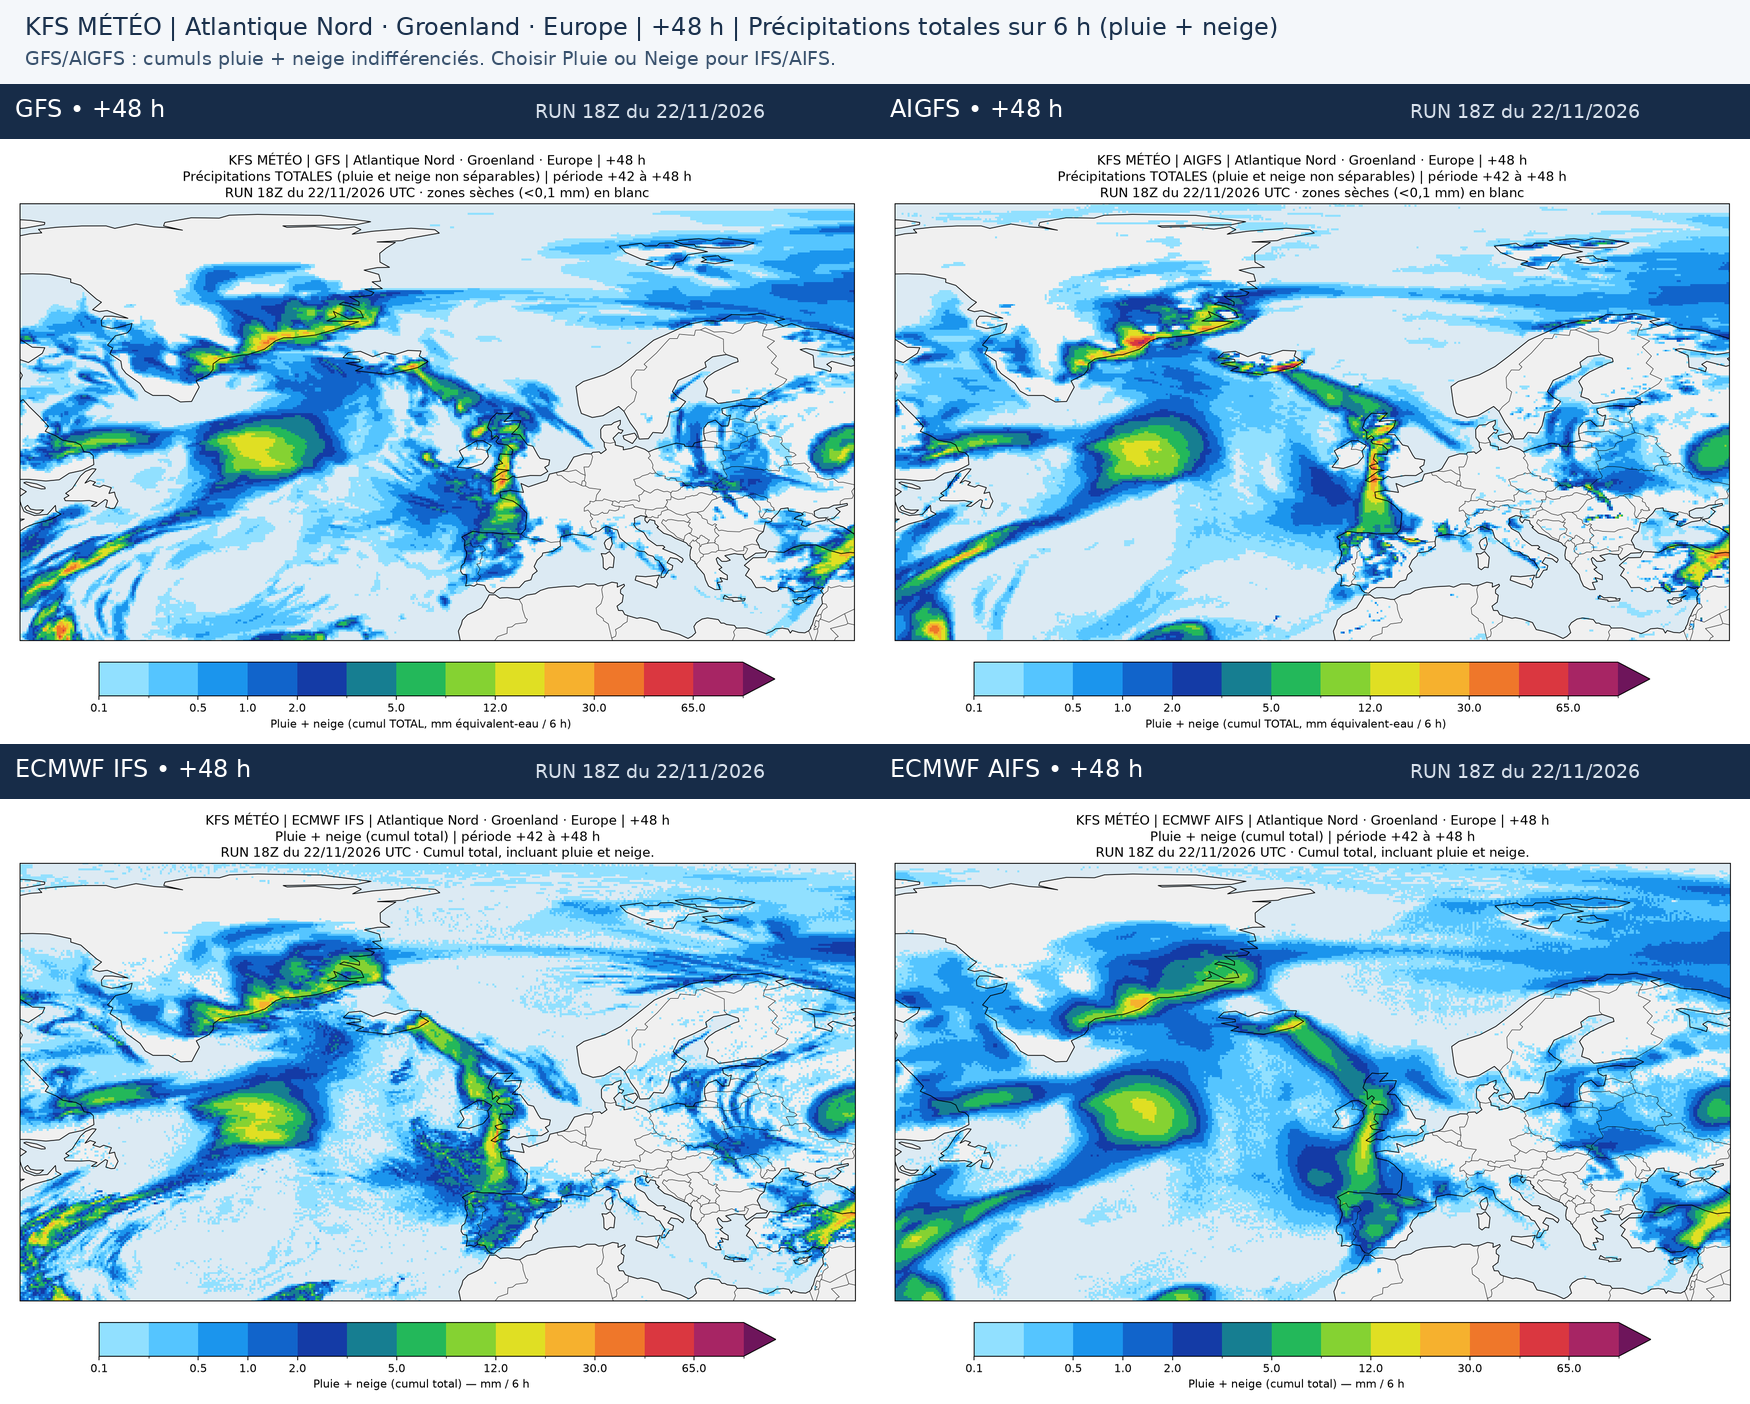 KFS MÉTÉO | Atlantique Nord · Groenland · Europe | +48 h | Précipitations totales sur 6 h (pluie + neige)
GFS/AIGFS : cumuls pluie + neige indifférenciés. Choisir Pluie ou Neige pour IFS/AIFS.
GFS • +48 h
RUN 18Z du 22/11/2026
AIGFS • +48 h
RUN 18Z du 22/11/2026
KFS MÉTÉO | GFS | Atlantique Nord · Groenland · Europe | +48 h
Précipitations TOTALES (pluie et neige non séparables) | période +42 à +48 h
RUN 18Z du 22/11/2026 UTC · zones sèches (<0,1 mm) en blanc
KFS MÉTÉO | AIGFS | Atlantique Nord · Groenland · Europe | +48 h
Précipitations TOTALES (pluie et neige non séparables) | période +42 à +48 h
RUN 18Z du 22/11/2026 UTC · zones sèches (<0,1 mm) en blanc
0.1 0.5 1.0 2.0 5.0 12.0 30.0 65.0
Pluie + neige (cumul TOTAL, mm équivalent-eau / 6 h)
0.1 0.5 1.0 2.0 5.0 12.0 30.0 65.0
Pluie + neige (cumul TOTAL, mm équivalent-eau / 6 h)
ECMWF IFS • +48 h
RUN 18Z du 22/11/2026
ECMWF AIFS • +48 h
RUN 18Z du 22/11/2026
KFS MÉTÉO | ECMWF IFS | Atlantique Nord · Groenland · Europe | +48 h
Pluie + neige (cumul total) | période +42 à +48 h
RUN 18Z du 22/11/2026 UTC · Cumul total, incluant pluie et neige.
KFS MÉTÉO | ECMWF AIFS | Atlantique Nord · Groenland · Europe | +48 h
Pluie + neige (cumul total) | période +42 à +48 h
RUN 18Z du 22/11/2026 UTC · Cumul total, incluant pluie et neige.
0.1 0.5 1.0 2.0 5.0 12.0 30.0 65.0
Pluie + neige (cumul total) — mm / 6 h
0.1 0.5 1.0 2.0 5.0 12.0 30.0 65.0
Pluie + neige (cumul total) — mm / 6 h